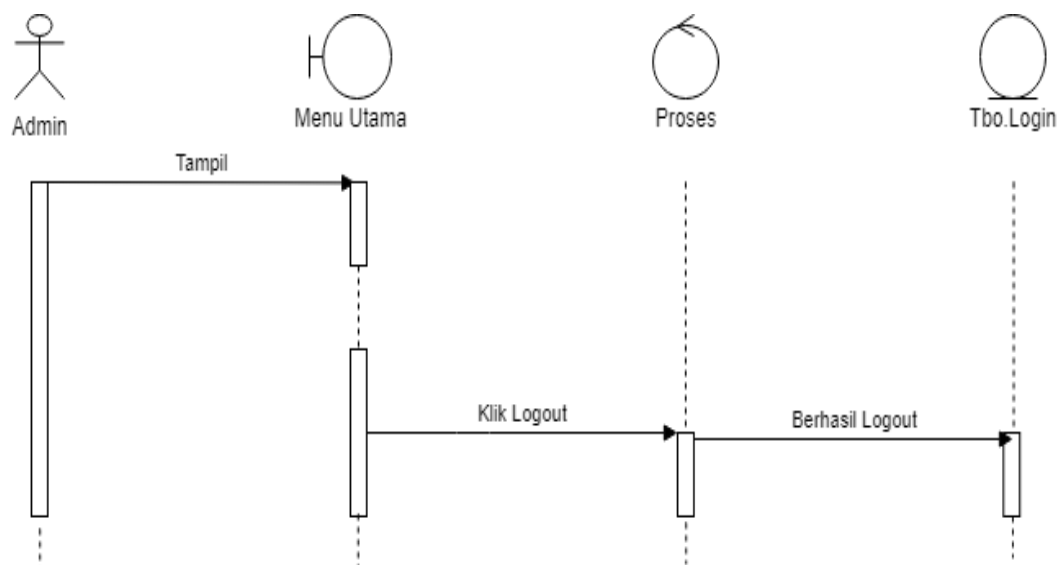 Admin
Menu Utama
Proses
Tbo.Login
Tampil
Klik Logout
Berhasil Logout